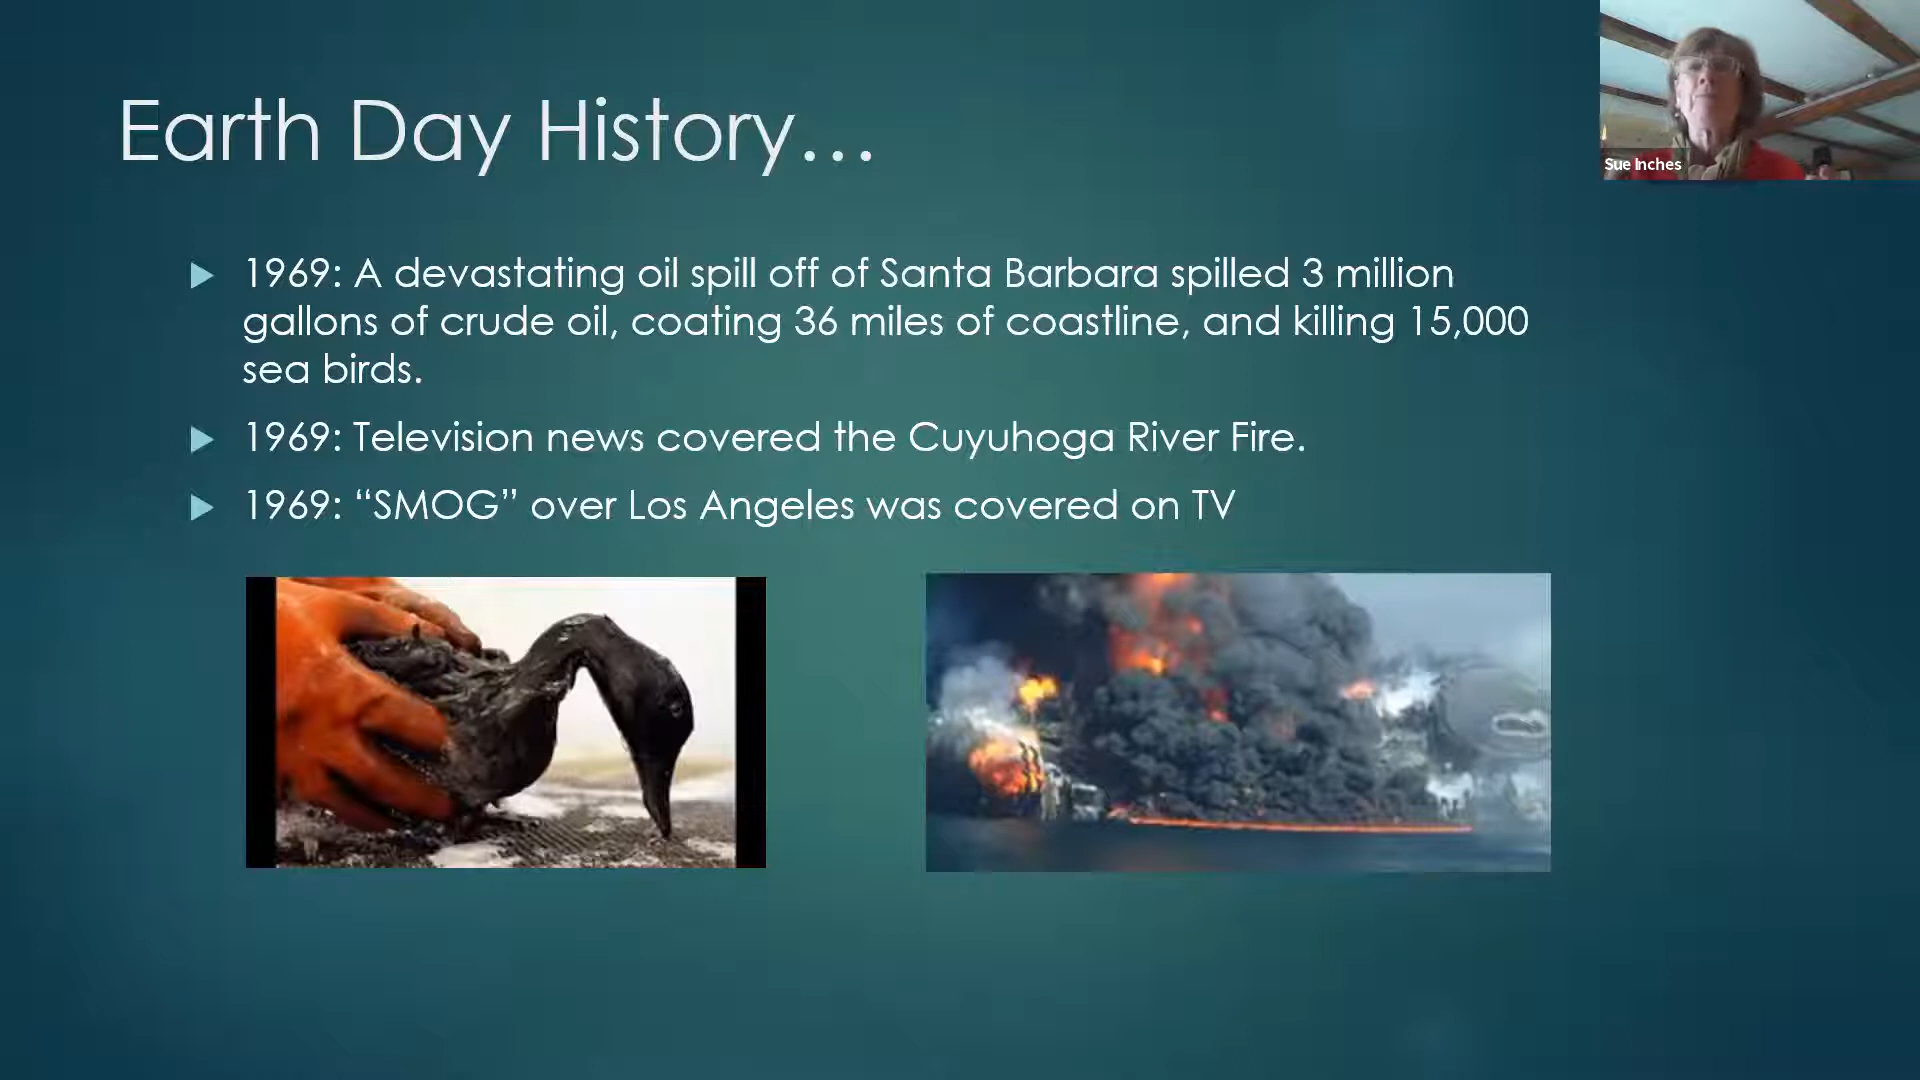 Earth Day History…
Sue Inches
1969: A devastating oil spill off of Santa Barbara spilled 3 million
gallons of crude oil, coating 36 miles of coastline, and killing 15,000
sea birds.
1969: Television news covered the Cuyuhoga River Fire.
1969: “SMOG” over Los Angeles was covered on TV